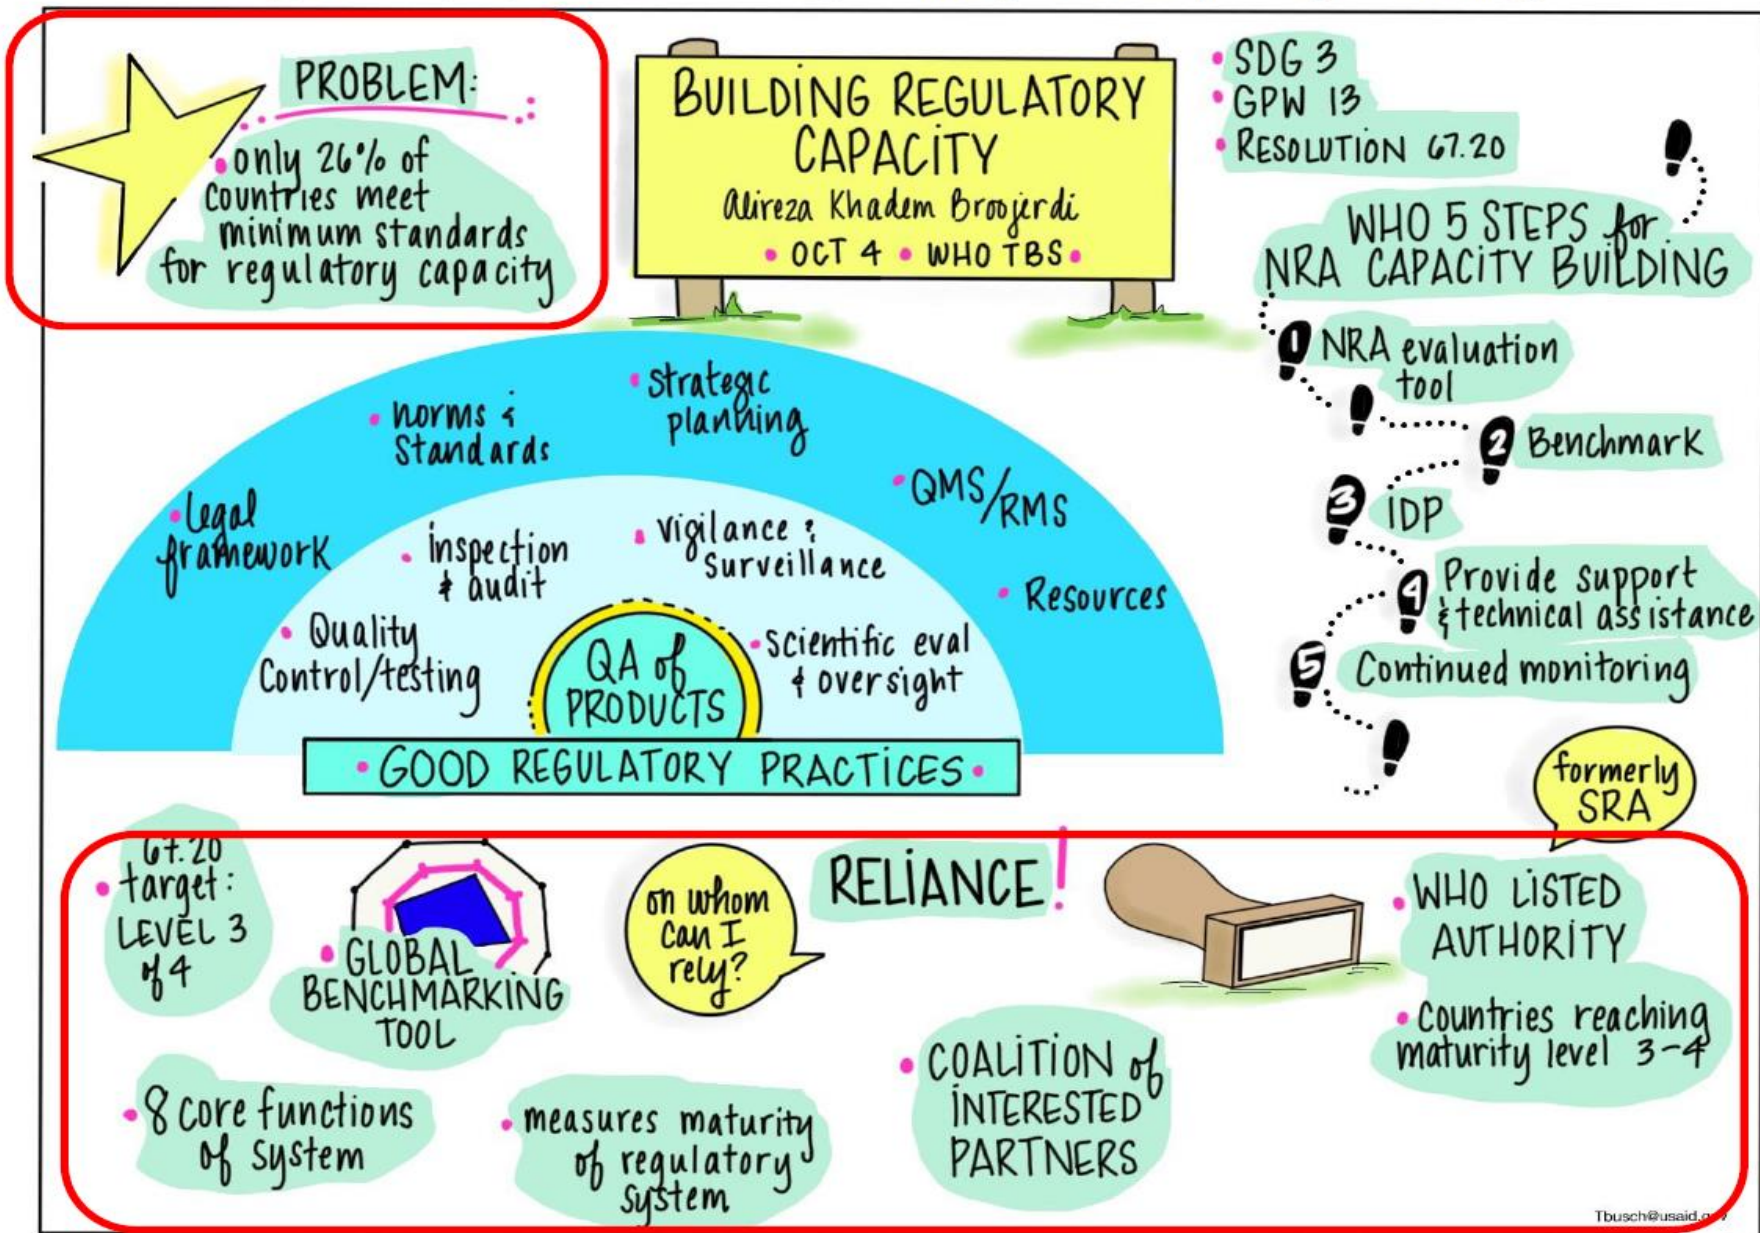 PROBLEM:
• only 26% of
countries meet
minimum standards
for regulatory capacity
BUILDING REGULATORY
CAPACITY
Alireza Khadem Broojerdi
• OCT 4 • WHO TBS •
• SDG 3
• GPW 13
• RESOLUTION 67.20
WHO 5 STEPS for
NRA CAPACITY BUILDING
1 NRA evaluation
tool
2 Benchmark
3 IDP
4 Provide support
& technical assistance
5 Continued monitoring
• Legal
framework
• norms &
Standards
• Strategic
planning
• QMS/RMS
• Resources
• Quality
Control/testing
• Inspection
& audit
• Vigilance &
Surveillance
• Scientific eval
& oversight
QA of
PRODUCTS
• GOOD REGULATORY PRACTICES •
67.20
• target:
LEVEL 3
of 4
• GLOBAL
BENCHMARKING
TOOL
• 8 core functions
of system
• measures maturity
of regulatory
system
on whom
can I
rely?
RELIANCE!
• COALITION of
INTERESTED
PARTNERS
formerly
SRA
• WHO LISTED
AUTHORITY
• Countries reaching
maturity level 3-4